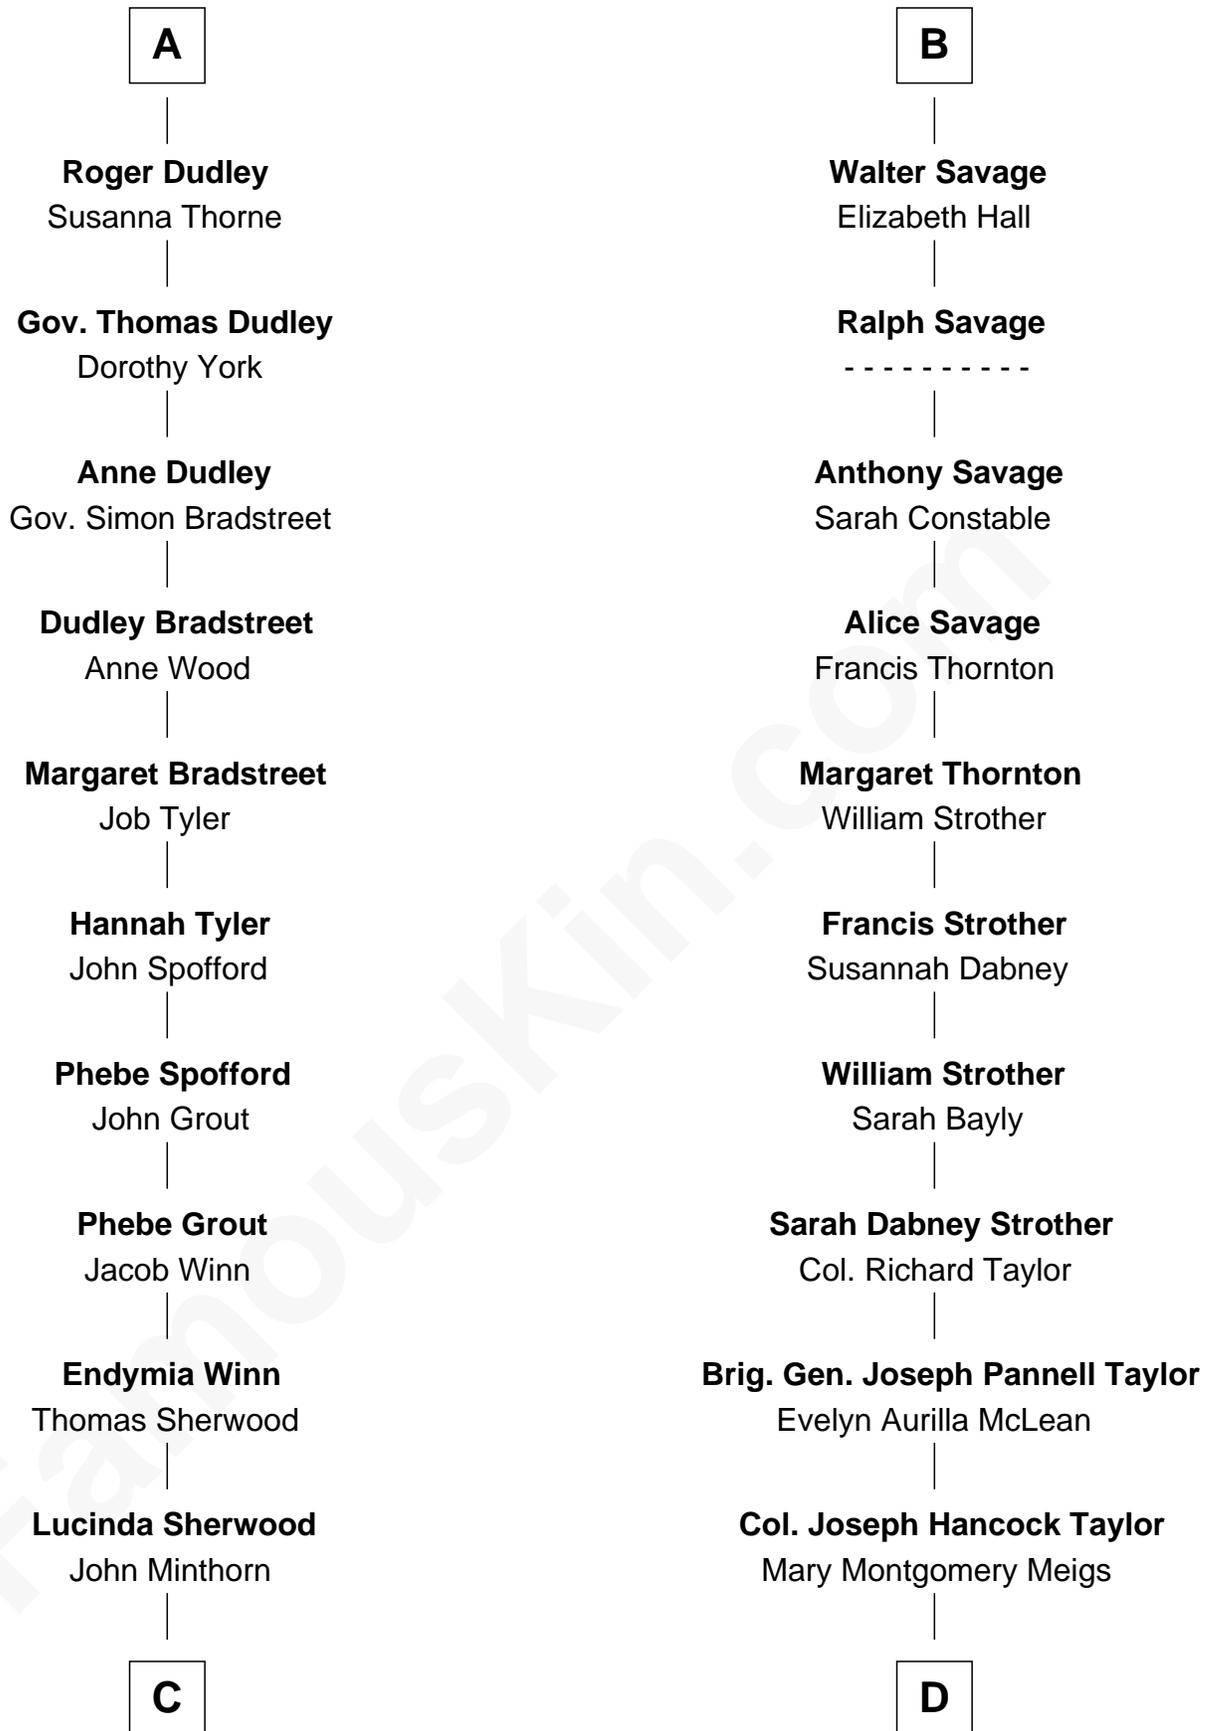 A
Roger Dudley
Susanna Thorne
Gov. Thomas Dudley
Dorothy York
Anne Dudley
Gov. Simon Bradstreet
Dudley Bradstreet
Anne Wood
Margaret Bradstreet
Job Tyler
Hannah Tyler
John Spofford
Phebe Spofford
John Grout
Phebe Grout
Jacob Winn
Endymia Winn
Thomas Sherwood
Lucinda Sherwood
John Minthorn
C
B
Walter Savage
Elizabeth Hall
Ralph Savage
- - - - - - - - - -
Anthony Savage
Sarah Constable
Alice Savage
Francis Thornton
Margaret Thornton
William Strother
Francis Strother
Susannah Dabney
William Strother
Sarah Bayly
Sarah Dabney Strother
Col. Richard Taylor
Brig. Gen. Joseph Pannell Taylor
Evelyn Aurilla McLean
Col. Joseph Hancock Taylor
Mary Montgomery Meigs
D
FamousKin.com